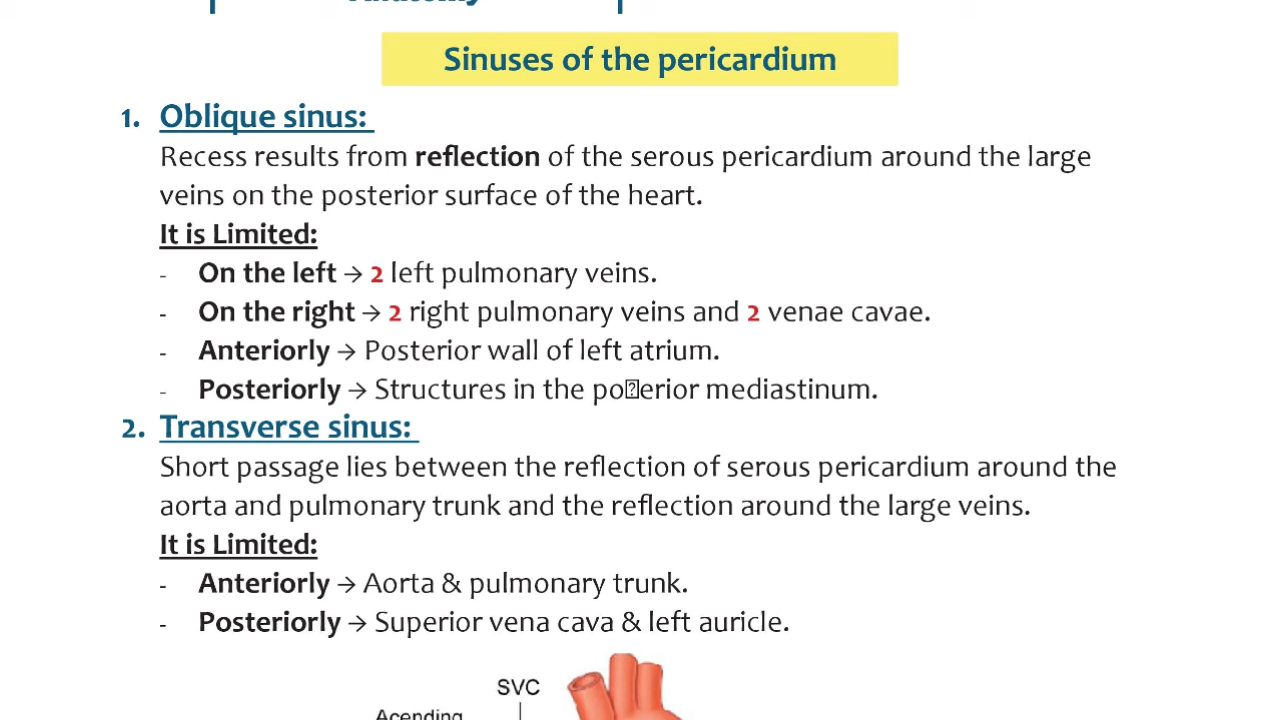 Anatomy
Sinuses of the pericardium
1. Oblique sinus:
Recess results from reflection of the serous pericardium around the large
veins on the posterior surface of the heart.
It is Limited:
- On the left → 2 left pulmonary veins.
- On the right → 2 right pulmonary veins and 2 venae cavae.
- Anteriorly → Posterior wall of left atrium.
- Posteriorly → Structures in the po⍰erior mediastinum.
2. Transverse sinus:
Short passage lies between the reflection of serous pericardium around the
aorta and pulmonary trunk and the reflection around the large veins.
It is Limited:
- Anteriorly → Aorta & pulmonary trunk.
- Posteriorly → Superior vena cava & left auricle.
SVC
Acending